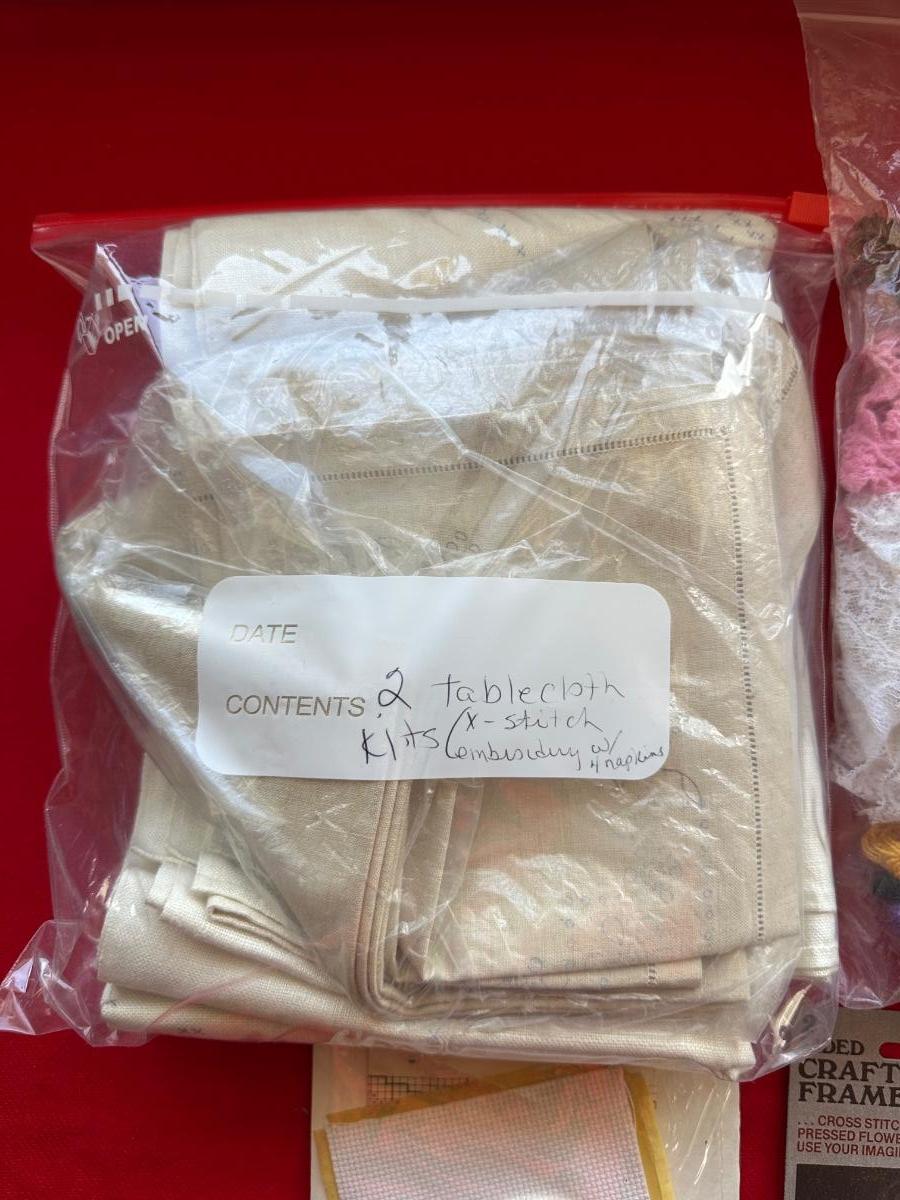 OPEN
DATE
CONTENTS 2 tablecloth
kits (x-stitch
embroidery w/
4 napkins
DED
CRAFT
FRAME
... CROSS STITC
PRESSED FLOWE
USE YOUR IMAGI